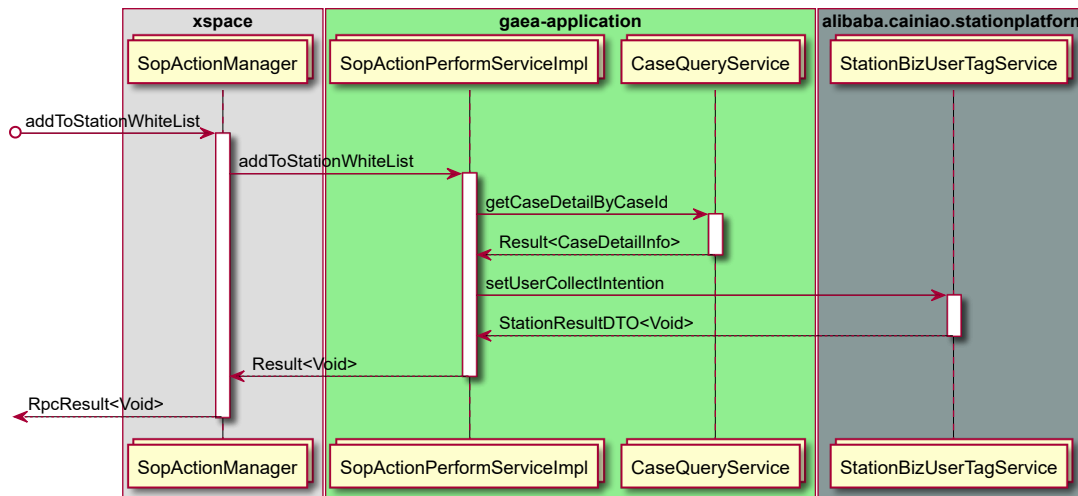 xspace
gaea-application
alibaba.cainiao.stationplatform
SopActionManager
SopActionPerformServiceImpl
CaseQueryService
StationBizUserTagService
addToStationWhiteList
addToStationWhiteList
getCaseDetailByCaseId
Result<CaseDetailInfo>
setUserCollectIntention
StationResultDTO<Void>
Result<Void>
RpcResult<Void>
SopActionManager
SopActionPerformServiceImpl
CaseQueryService
StationBizUserTagService